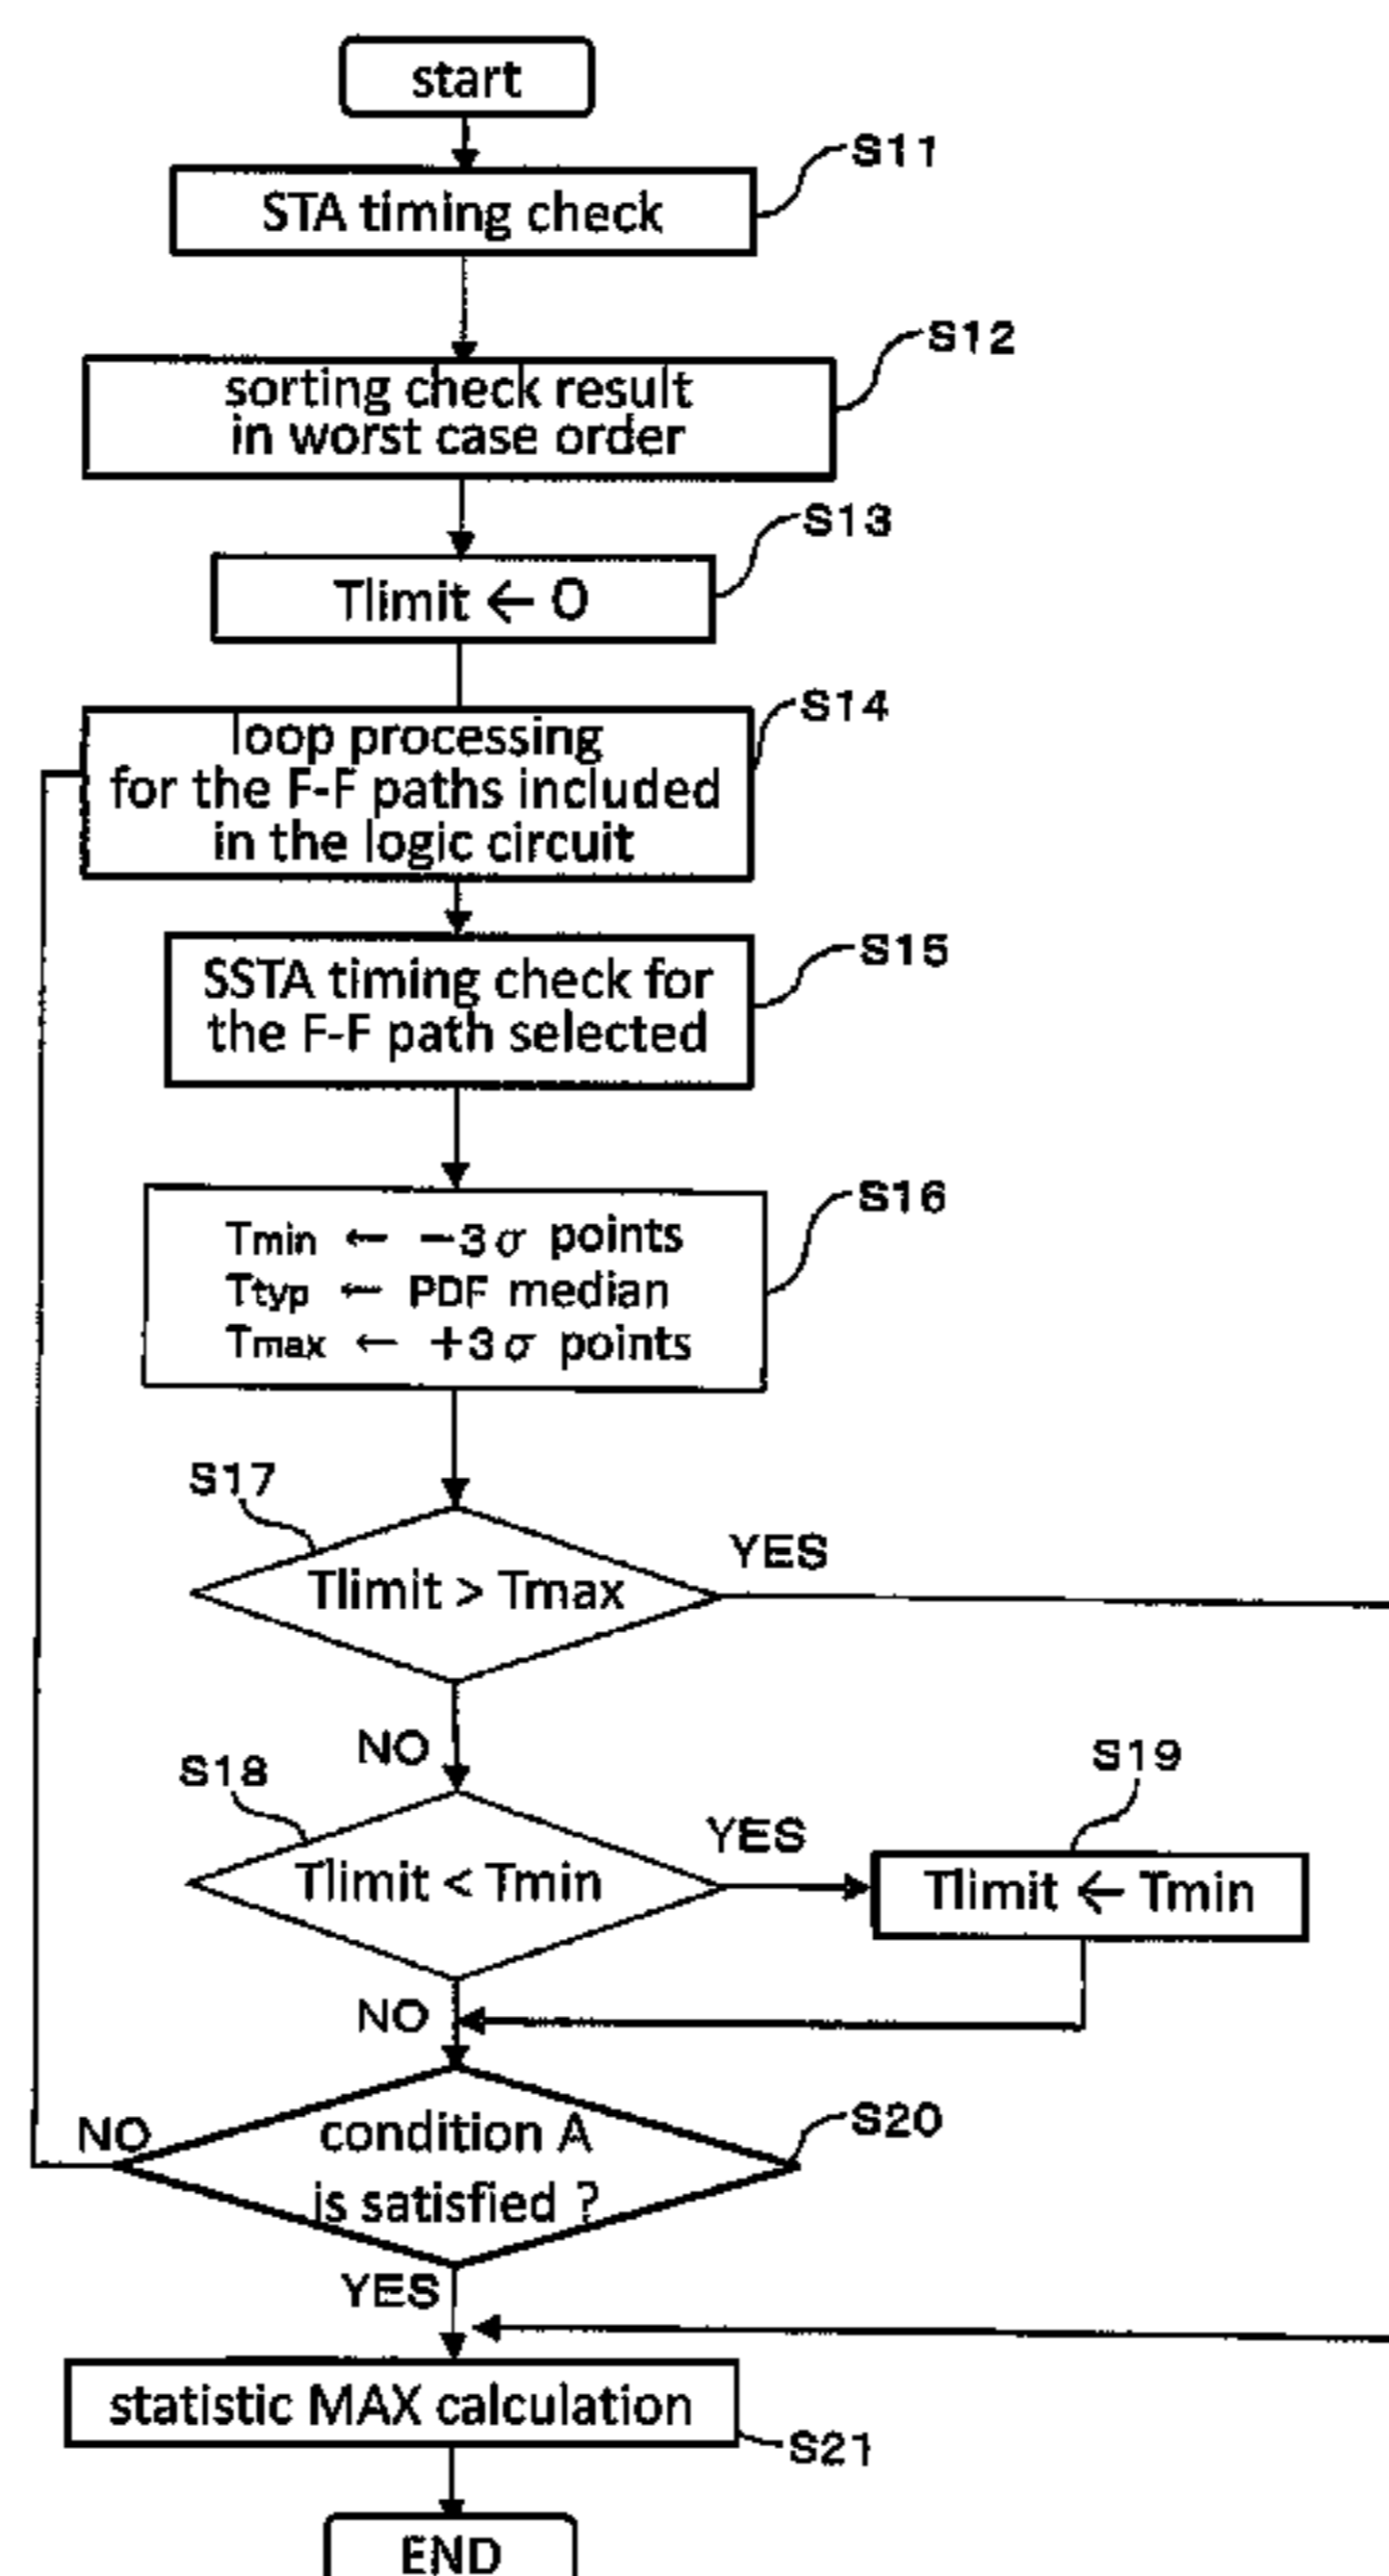 start
S11
STA timing check
S12
sorting check result
in worst case order
S13
Tlimit ← 0
S14
loop processing
for the F-F paths included
in the logic circuit
S15
SSTA timing check for
the F-F path selected
S16
Tmin ← −3σ points
Ttyp ← PDF median
Tmax ← +3σ points
S17
Tlimit > Tmax
YES
NO
S18
Tlimit < Tmin
YES
S19
Tlimit ← Tmin
NO
S20
condition A
is satisfied ?
NO
YES
statistic MAX calculation
S21
END